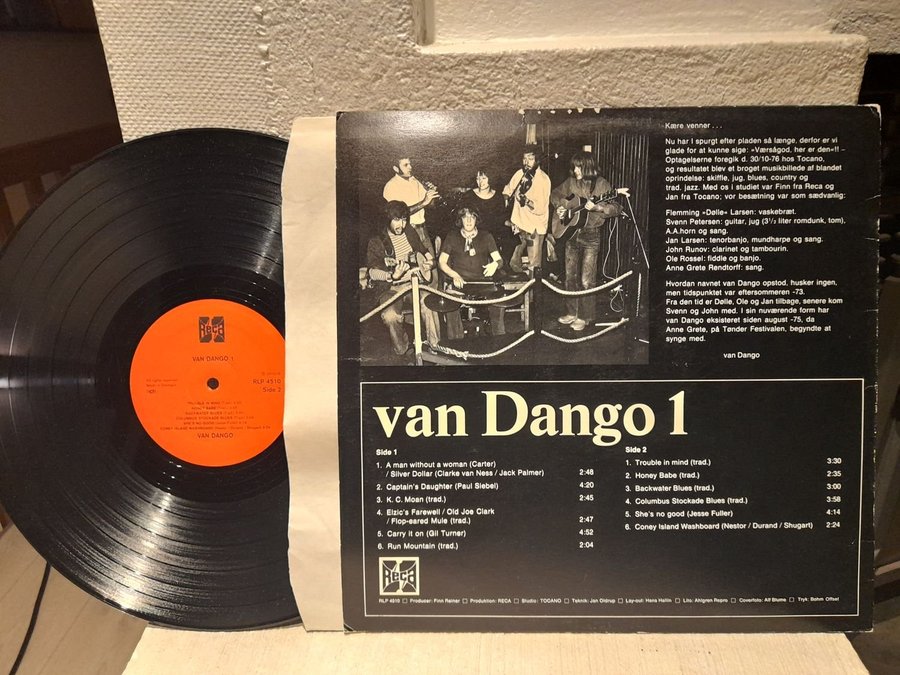 Kære venner . . .
Nu har I spurgt efter pladen så længe, derfor er vi
glade for at kunne sige: »Værsågod, her er den«!! –
Optagelserne foregik d. 30/10-76 hos Tocano,
og resultatet blev et broget musikbillede af blandet
oprindelse: skiffle, jug, blues, country og
trad. jazz. Med os i studiet var Finn fra Reca og
Jan fra Tocano; vor besætning var som sædvanlig:
Flemming »Dølle« Larsen: vaskebræt.
Svenn Petersen: guitar, jug (3½ liter romdunk, tom),
A.A.horn og sang.
Jan Larsen: tenorbanjo, mundharpe og sang.
John Runov: clarinet og tambourin.
Ole Rossel: fiddle og banjo.
Anne Grete Rendtorff: sang.
Hvordan navnet van Dango opstod, husker ingen,
men tidspunktet var eftersommeren -73.
Fra den tid er Dølle, Ole og Jan tilbage, senere kom
Svenn og John med. I sin nuværende form har
van Dango eksisteret siden august -75, da
Anne Grete, på Tønder Festivalen, begyndte at
synge med.
van Dango
van Dango 1
Side 1
1. A man without a woman (Carter)
/ Silver Dollar (Clarke van Ness / Jack Palmer) 2:48
2. Captain's Daughter (Paul Siebel) 4:20
3. K. C. Moan (trad.) 2:45
4. Elzic's Farewell / Old Joe Clark
/ Flop-eared Mule (trad.) 2:47
5. Carry it on (Gil Turner) 4:52
6. Run Mountain (trad.) 2:04
Side 2
1. Trouble in mind (trad.) 3:30
2. Honey Babe (trad.) 2:35
3. Backwater Blues (trad.) 3:00
4. Columbus Stockade Blues (trad.) 3:58
5. She's no good (Jesse Fuller) 4:14
6. Coney Island Washboard (Nestor / Durand / Shugart) 2:24
Reca
RLP 4510 □ Producer: Finn Reiner □ Produktion: RECA □ Studie: TOCANO □ Teknik: Jan Oldrup □ Lay-out: Hans Hallin □ Lito: Ahlgren Repro □ Coverfoto: Alf Blume □ Tryk: Bohm Offset
Reca
VAN DANGO 1
RLP 4510
Side 2
VAN DANGO